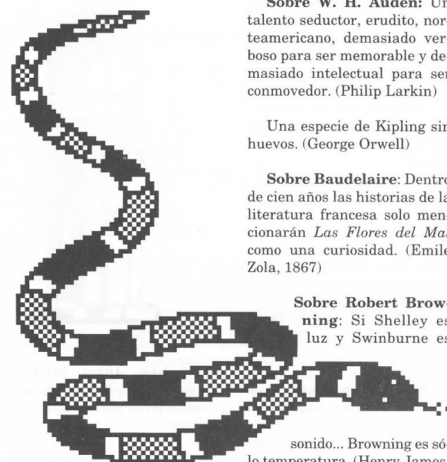 Sobre W. H. Auden: Un
talento seductor, erudito, nor-
teamericano, demasiado ver-
boso para ser memorable y de-
masiado intelectual para ser
conmovedor. (Philip Larkin)
Una especie de Kipling sin
huevos. (George Orwell)
Sobre Baudelaire: Dentro
de cien años las historias de la
literatura francesa solo men-
cionarán Las Flores del Mal
como una curiosidad. (Emile
Zola, 1867)
Sobre Robert Brow-
ning: Si Shelley es
luz y Swinburne es
sonido... Browning es só-
lo temperatura. (Henry James)